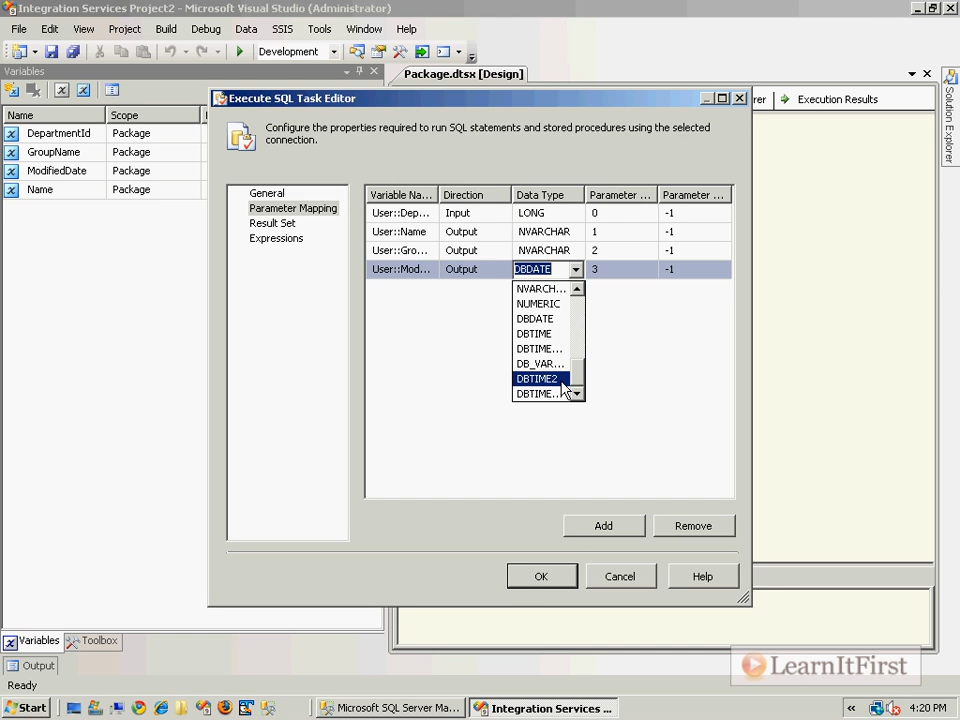 Integration Services Project2 - Microsoft Visual Studio (Administrator)
File Edit View Project Build Debug Data SSIS Tools Window Help
Development
Variables
Package.dtsx [Design]
Name Scope
DepartmentId Package
GroupName Package
ModifiedDate Package
Name Package
rer Execution Results
Solution Explorer
Execute SQL Task Editor
Configure the properties required to run SQL statements and stored procedures using the selected
connection.
General
Parameter Mapping
Result Set
Expressions
Variable Na... Direction Data Type Parameter ... Parameter ...
User::Dep... Input LONG 0 -1
User::Name Output NVARCHAR 1 -1
User::Gro... Output NVARCHAR 2 -1
User::Mod... Output DBDATE 3 -1
NVARCH...
NUMERIC
DBDATE
DBTIME
DBTIME...
DB_VAR...
DBTIME2
DBTIME...
Add Remove
OK Cancel Help
Variables Toolbox
Output
Ready
LearnItFirst
Start Microsoft SQL Server Ma... Integration Services ... « 4:20 PM